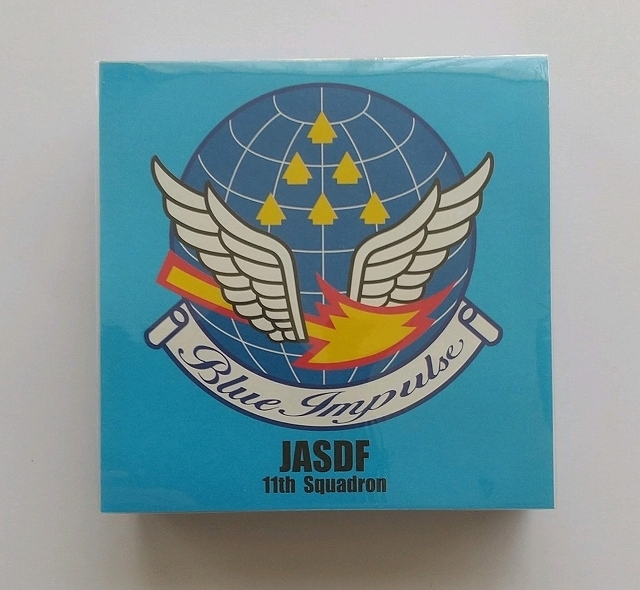 Blue Impulse
JASDF
11th Squadron